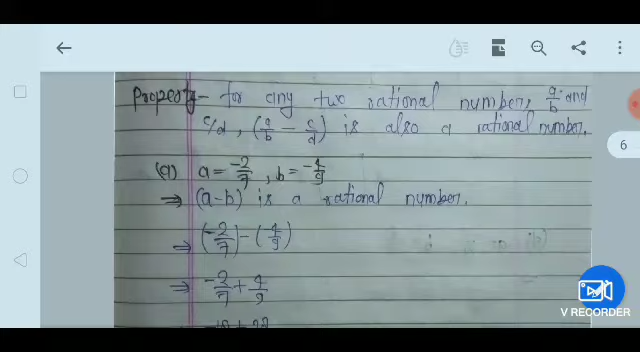 Property - for any two rational numbers a/b and
c/d, (a/b - c/d) is also a rational number.
(a) a = -2/7, b = -4/9
⇒ (a-b) is a rational number.
⇒ (-2/7) - (-4/9)
⇒ -2/7 + 4/9
6
V RECORDER